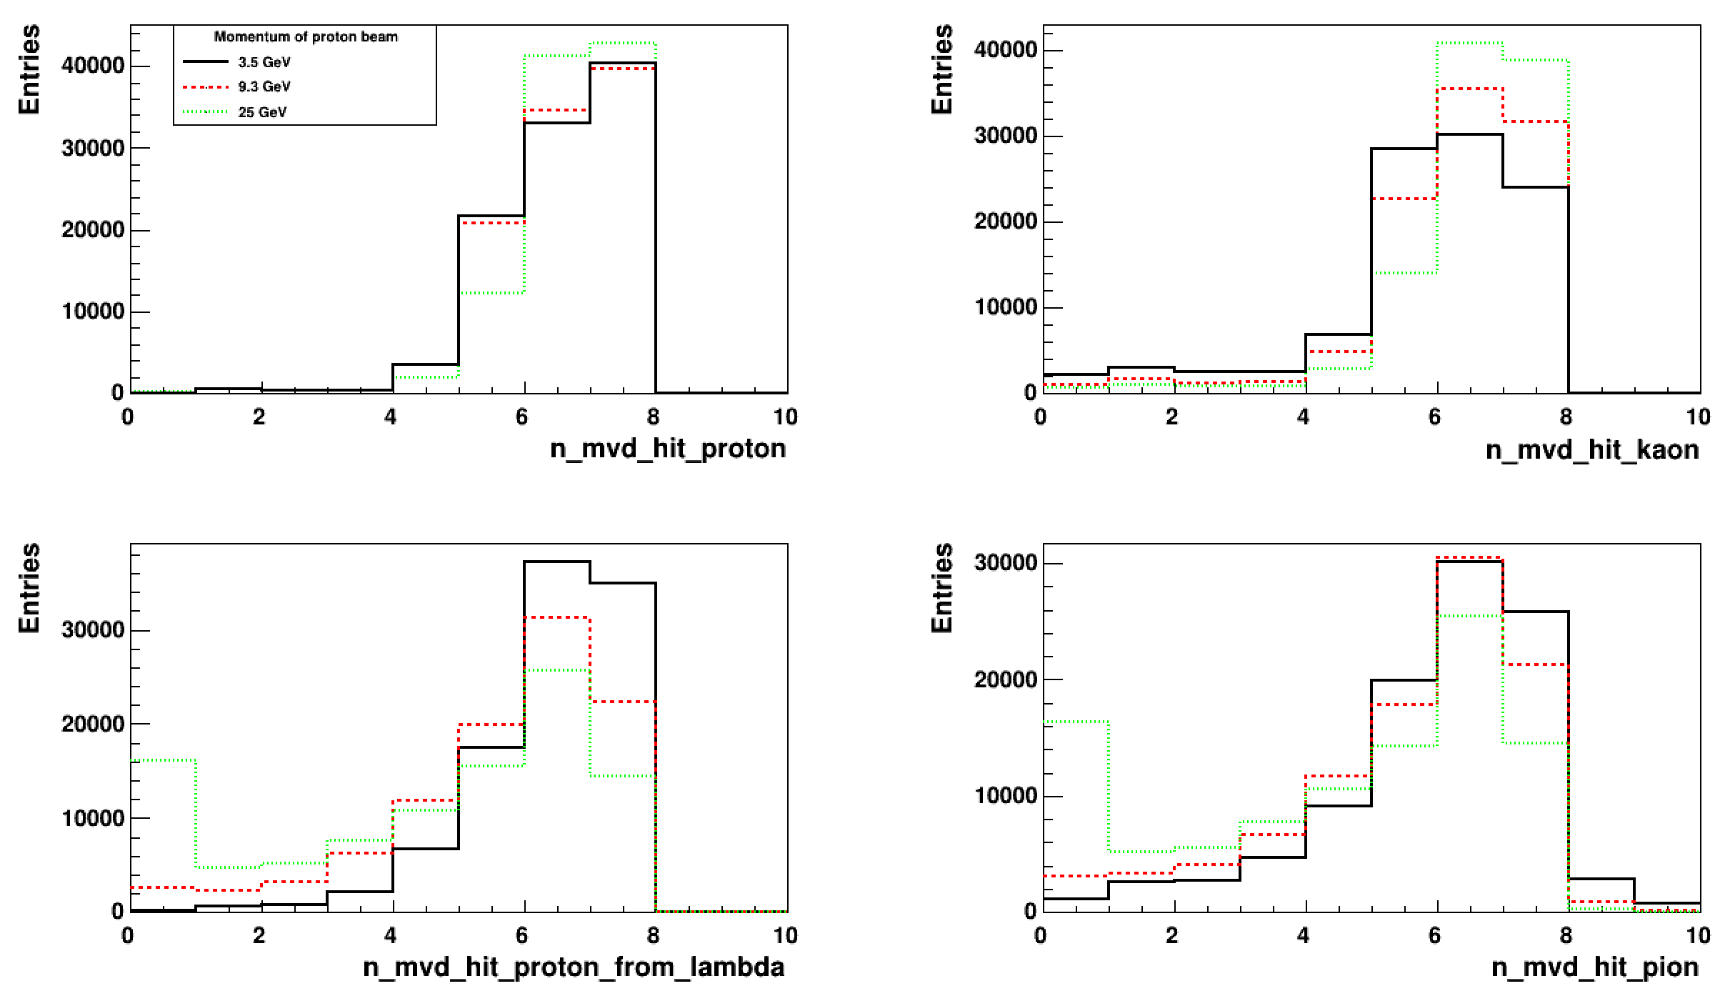 Entries
Momentum of proton beam
3.5 GeV
9.3 GeV
25 GeV
40000
30000
20000
10000
0
0 2 4 6 8 10
n_mvd_hit_proton
Entries
40000
30000
20000
10000
0
0 2 4 6 8 10
n_mvd_hit_kaon
Entries
30000
20000
10000
0
0 2 4 6 8 10
n_mvd_hit_proton_from_lambda
Entries
30000
20000
10000
0
0 2 4 6 8 10
n_mvd_hit_pion